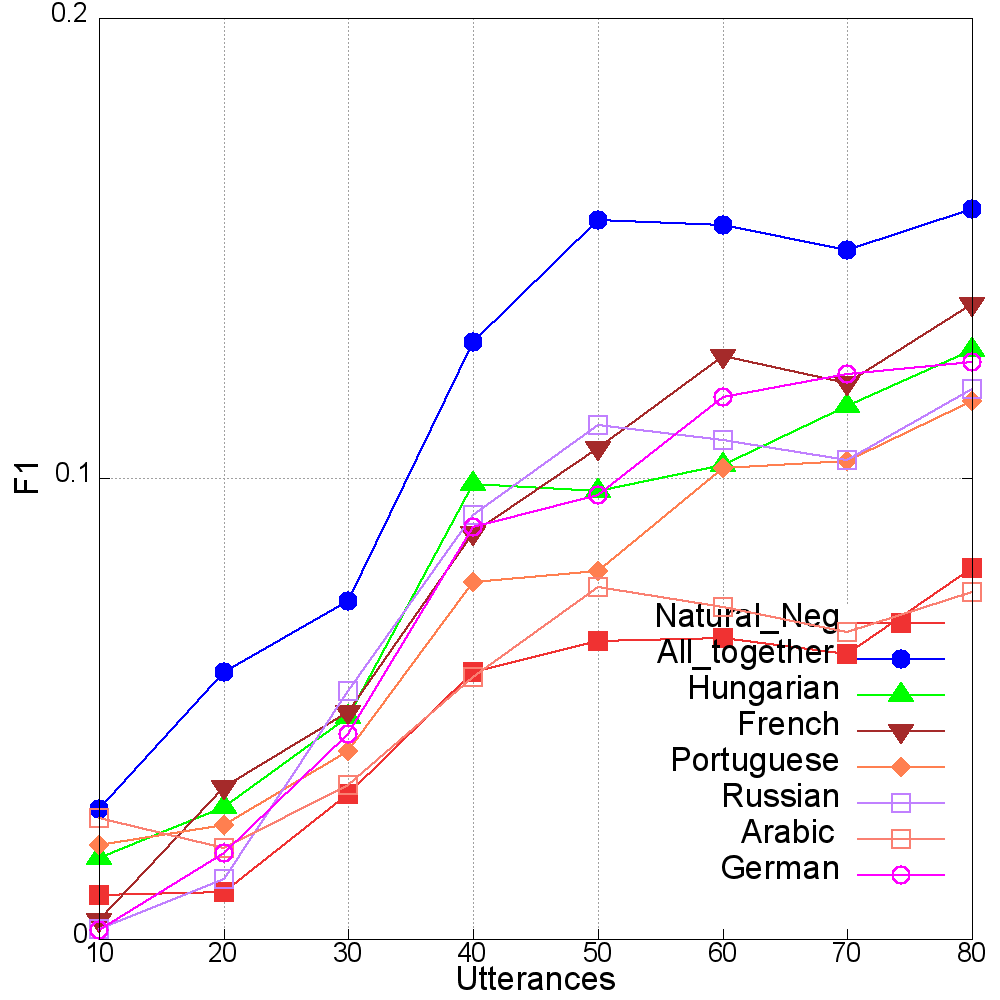 0.2
F1
0.1
0
Natural_Neg
All_together
Hungarian
French
Portuguese
Russian
Arabic
German
10 20 30 40 50 60 70 80
Utterances